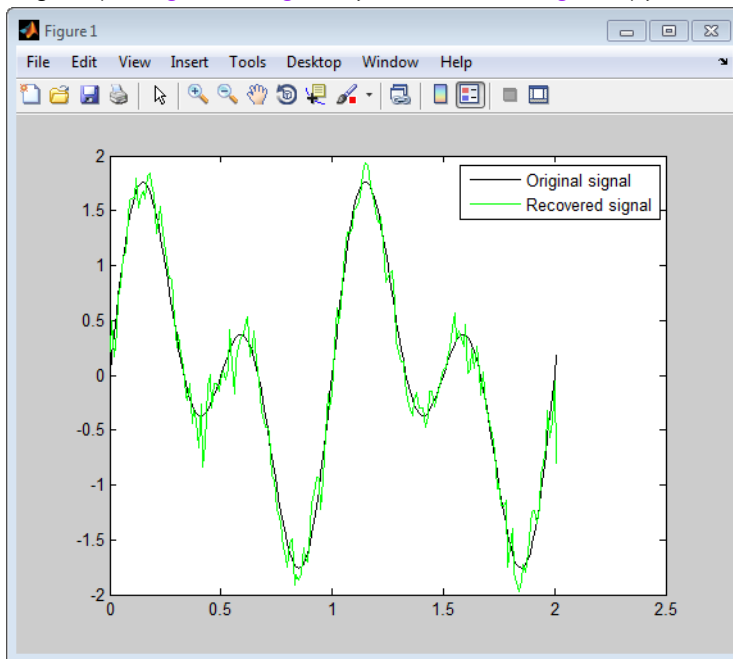 Figure 1
File Edit View Insert Tools Desktop Window Help
Original signal
Recovered signal
2
1.5
1
0.5
0
-0.5
-1
-1.5
-2
0 0.5 1 1.5 2 2.5